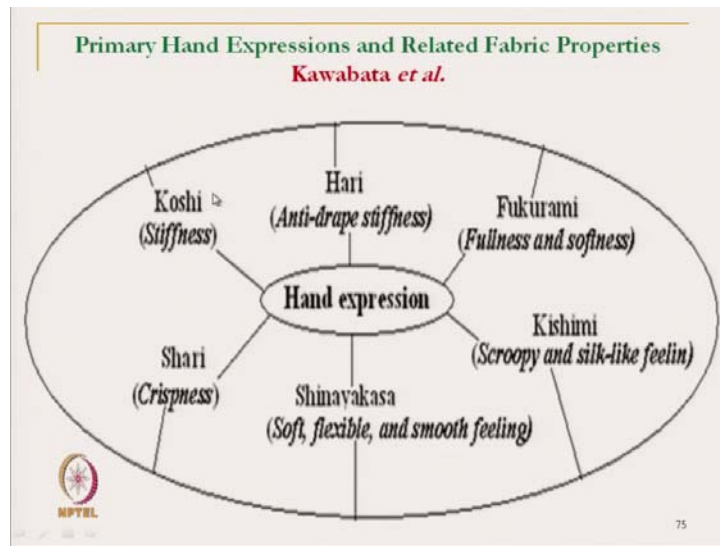 Primary Hand Expressions and Related Fabric Properties
Kawabata et al.
Koshi
(Stiffness)
Hari
(Anti-drape stiffness)
Fukurami
(Fullness and softness)
Hand expression
Shari
(Crispness)
Shinayakasa
(Soft, flexible, and smooth feeling)
Kishimi
(Scroopy and silk-like feelin)
NPTEL
75